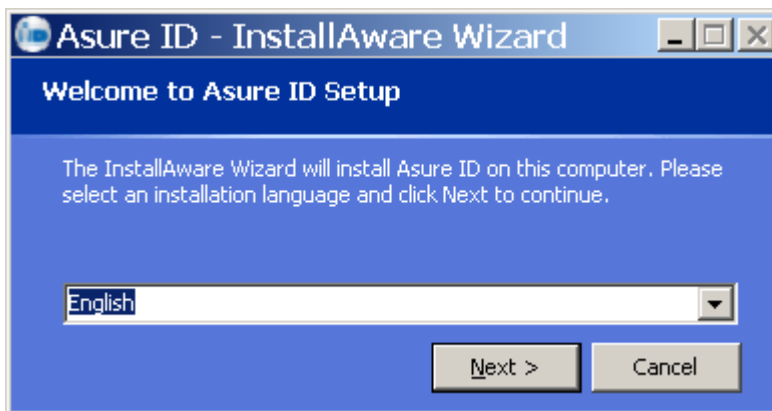 Asure ID - InstallAware Wizard
Welcome to Asure ID Setup
The InstallAware Wizard will install Asure ID on this computer. Please
select an installation language and click Next to continue.
English
Next >
Cancel